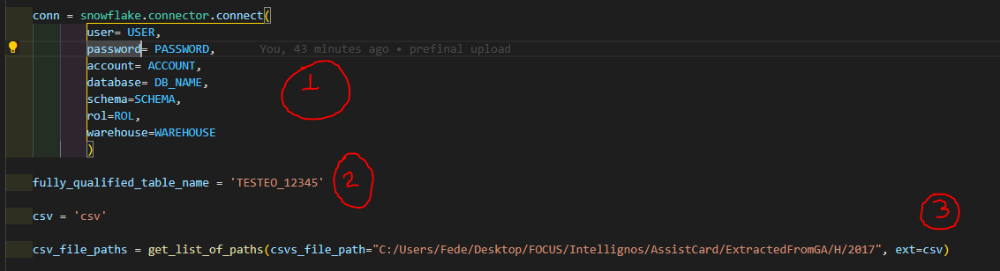 conn = snowflake.connector.connect(
user= USER,
password= PASSWORD, You, 43 minutes ago • prefinal upload
account= ACCOUNT,
database= DB_NAME,
schema=SCHEMA,
rol=ROL,
warehouse=WAREHOUSE
)
1
fully_qualified_table_name = 'TESTEO_12345'
2
csv = 'csv'
3
csv_file_paths = get_list_of_paths(csvs_file_path="C:/Users/Fede/Desktop/FOCUS/Intellignos/AssistCard/ExtractedFromGA/H/2017", ext=csv)